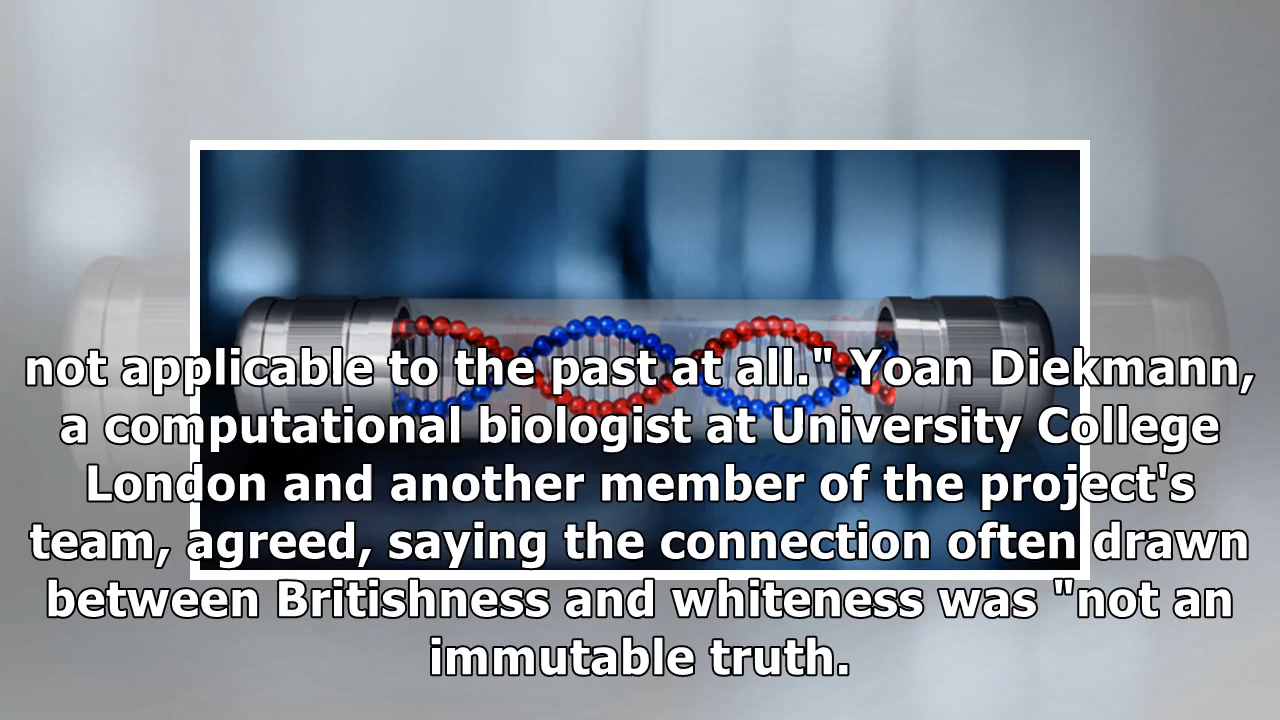 not applicable to the past at all." Yoan Diekmann,
a computational biologist at University College
London and another member of the project's
team, agreed, saying the connection often drawn
between Britishness and whiteness was "not an
immutable truth.